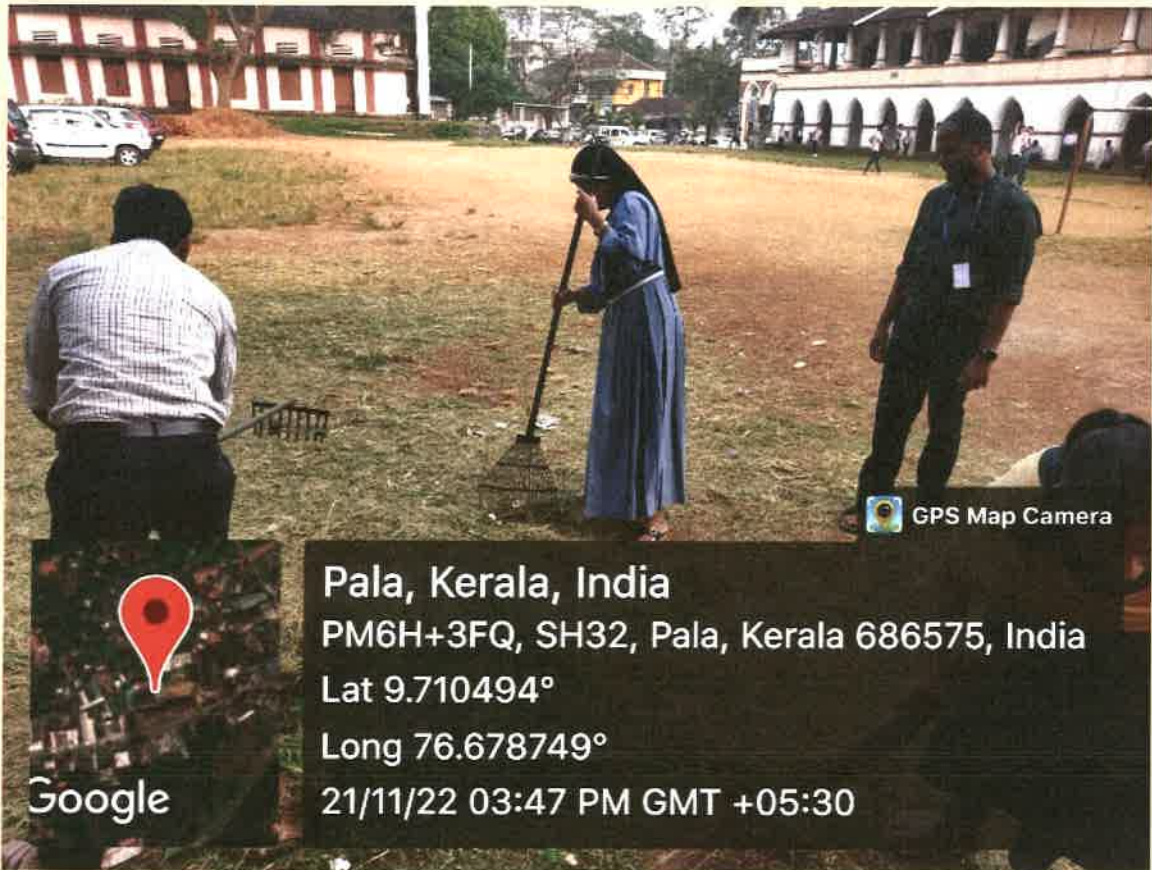 GPS Map Camera
Pala, Kerala, India
PM6H+3FQ, SH32, Pala, Kerala 686575, India
Lat 9.710494°
Long 76.678749°
21/11/22 03:47 PM GMT +05:30
Google